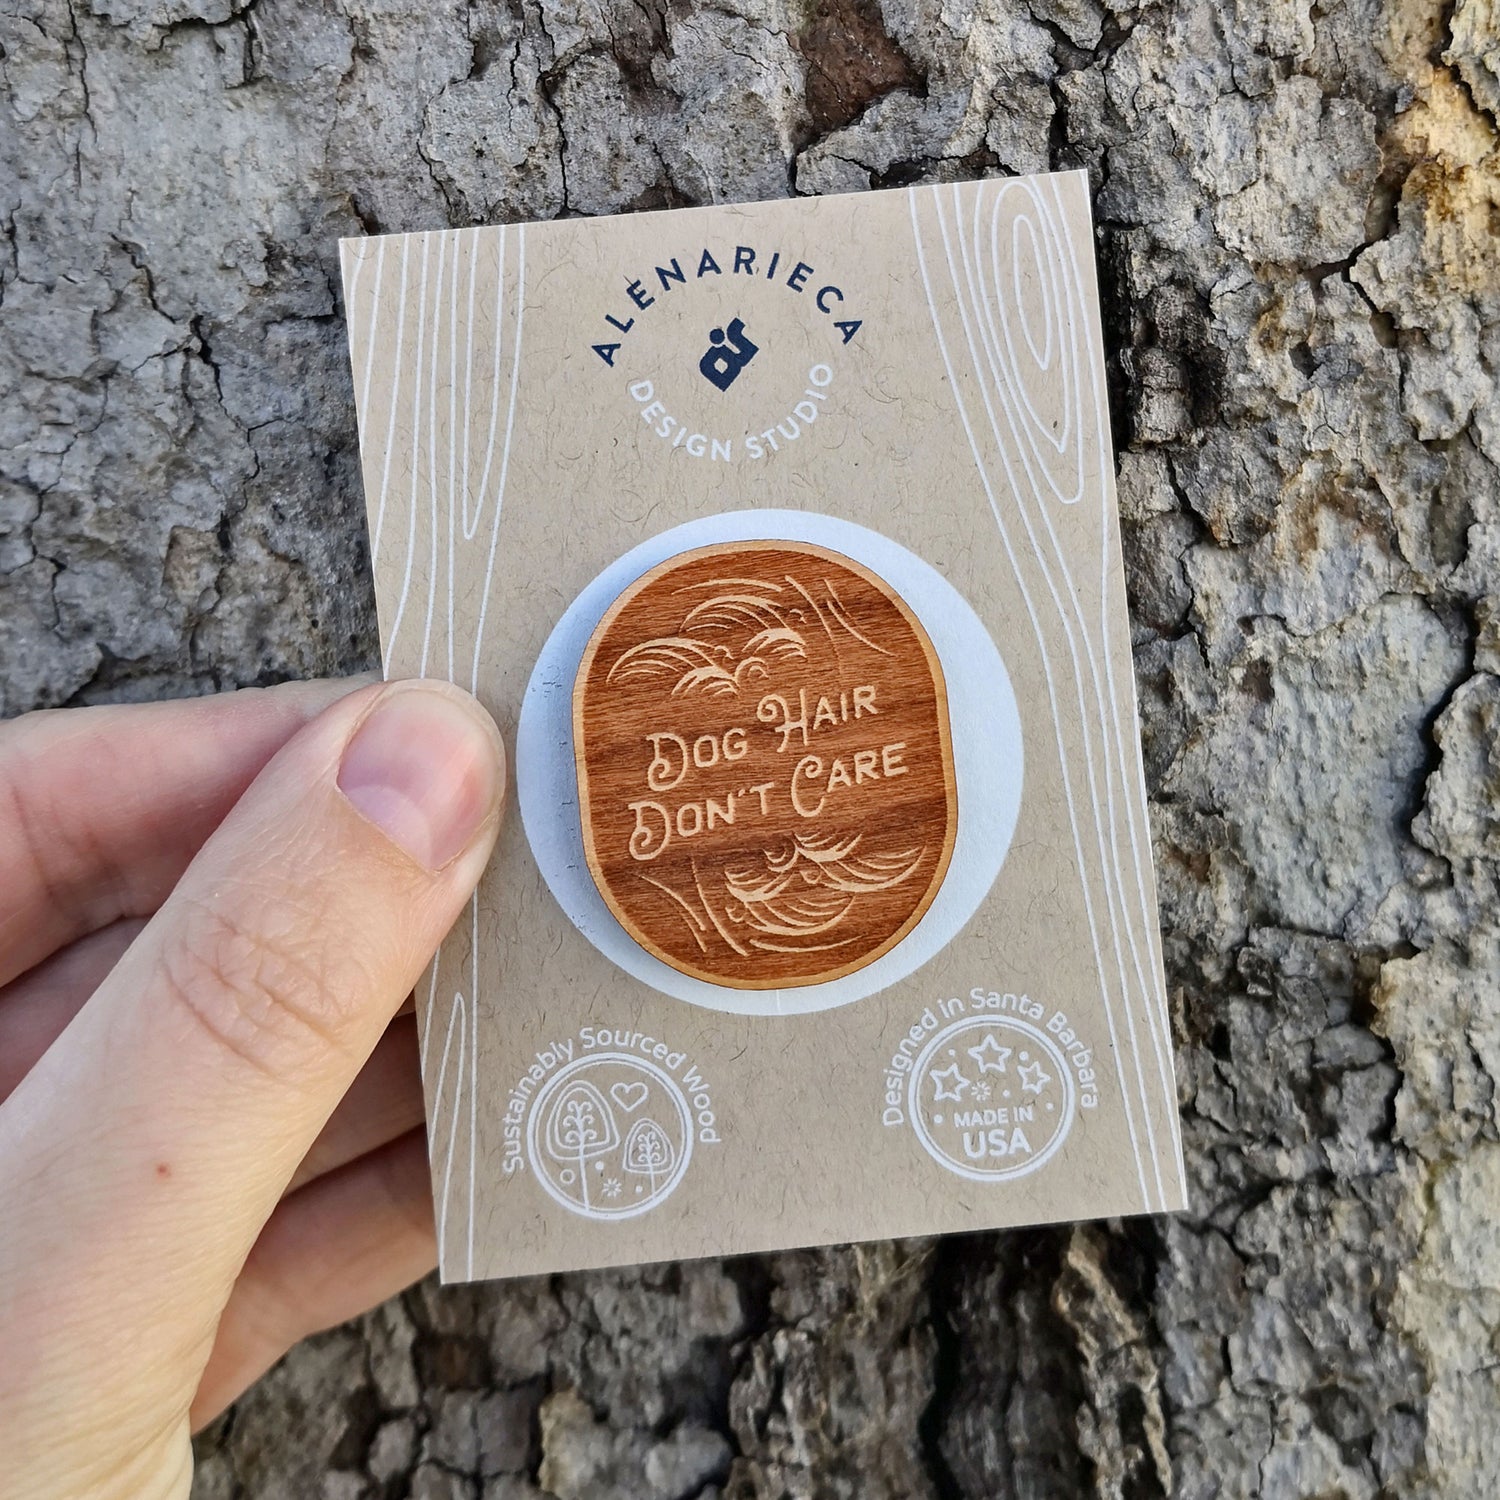 ALENARIECA
DESIGN STUDIO
DOG HAIR
DON'T CARE
Sustainably Sourced Wood
Designed in Santa Barbara
MADE IN
USA